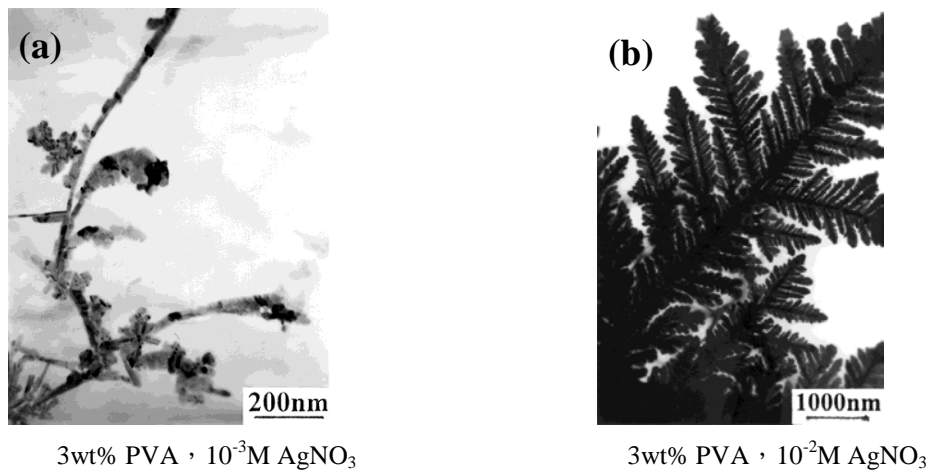 (a)
(b)
200nm
1000nm
3wt% PVA，10⁻³M AgNO₃
3wt% PVA，10⁻²M AgNO₃